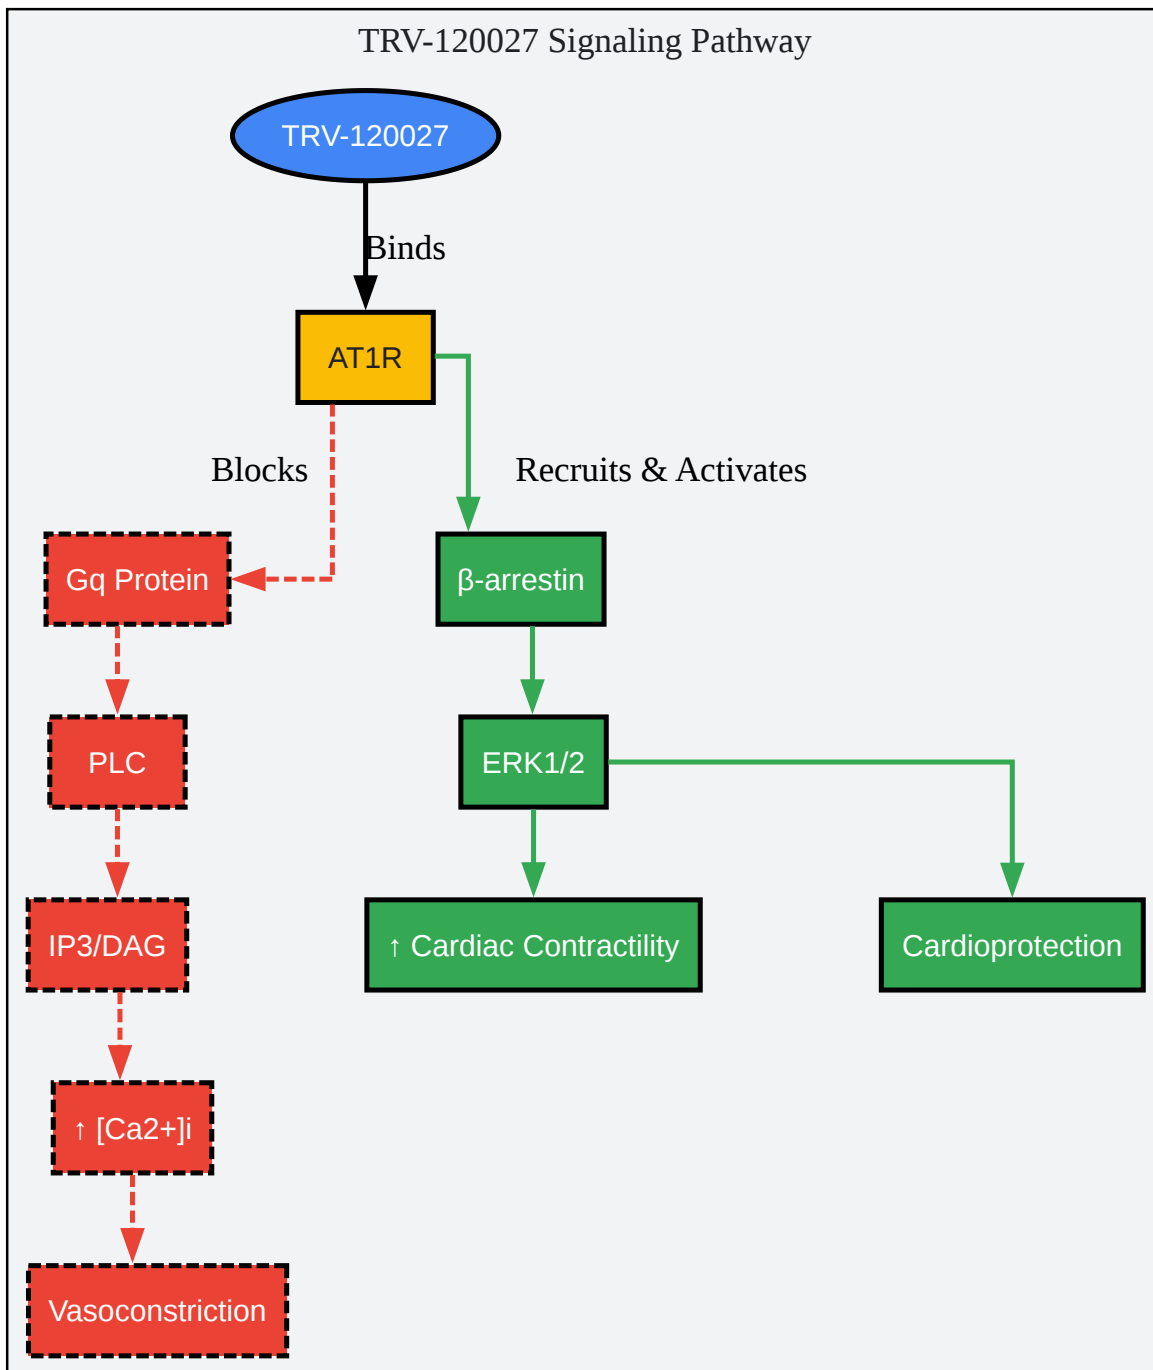 TRV-120027 Signaling Pathway
TRV-120027
Binds
AT1R
Blocks
Recruits & Activates
Gq Protein
β-arrestin
PLC
ERK1/2
IP3/DAG
↑ Cardiac Contractility
Cardioprotection
↑ [Ca2+]i
Vasoconstriction